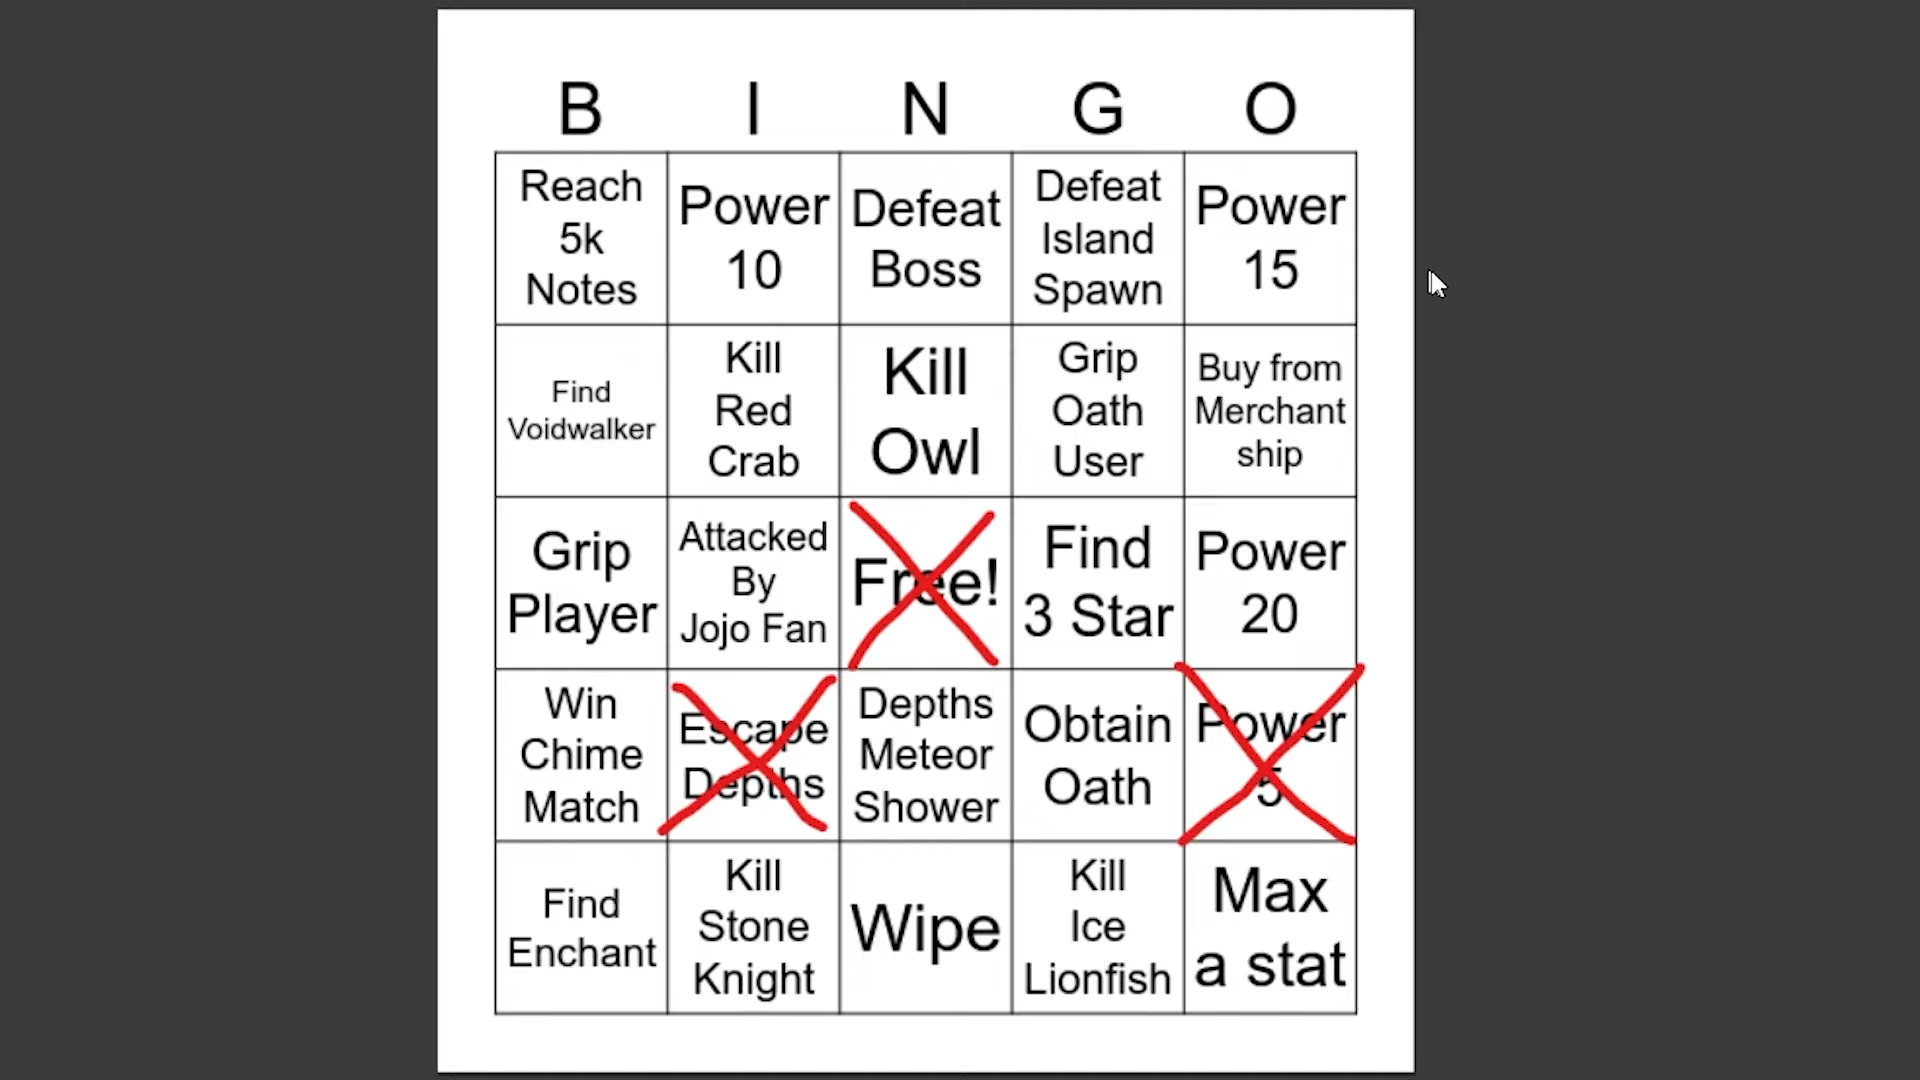 B I N G O
Reach
5k
Notes
Power
10
Defeat
Boss
Defeat
Island
Spawn
Power
15
Find
Voidwalker
Kill
Red
Crab
Kill
Owl
Grip
Oath
User
Buy from
Merchant
ship
Grip
Player
Attacked
By
Jojo Fan
Free!
Find
3 Star
Power
20
Win
Chime
Match
Escape
Depths
Depths
Meteor
Shower
Obtain
Oath
Power
5
Find
Enchant
Kill
Stone
Knight
Wipe
Kill
Ice
Lionfish
Max
a stat